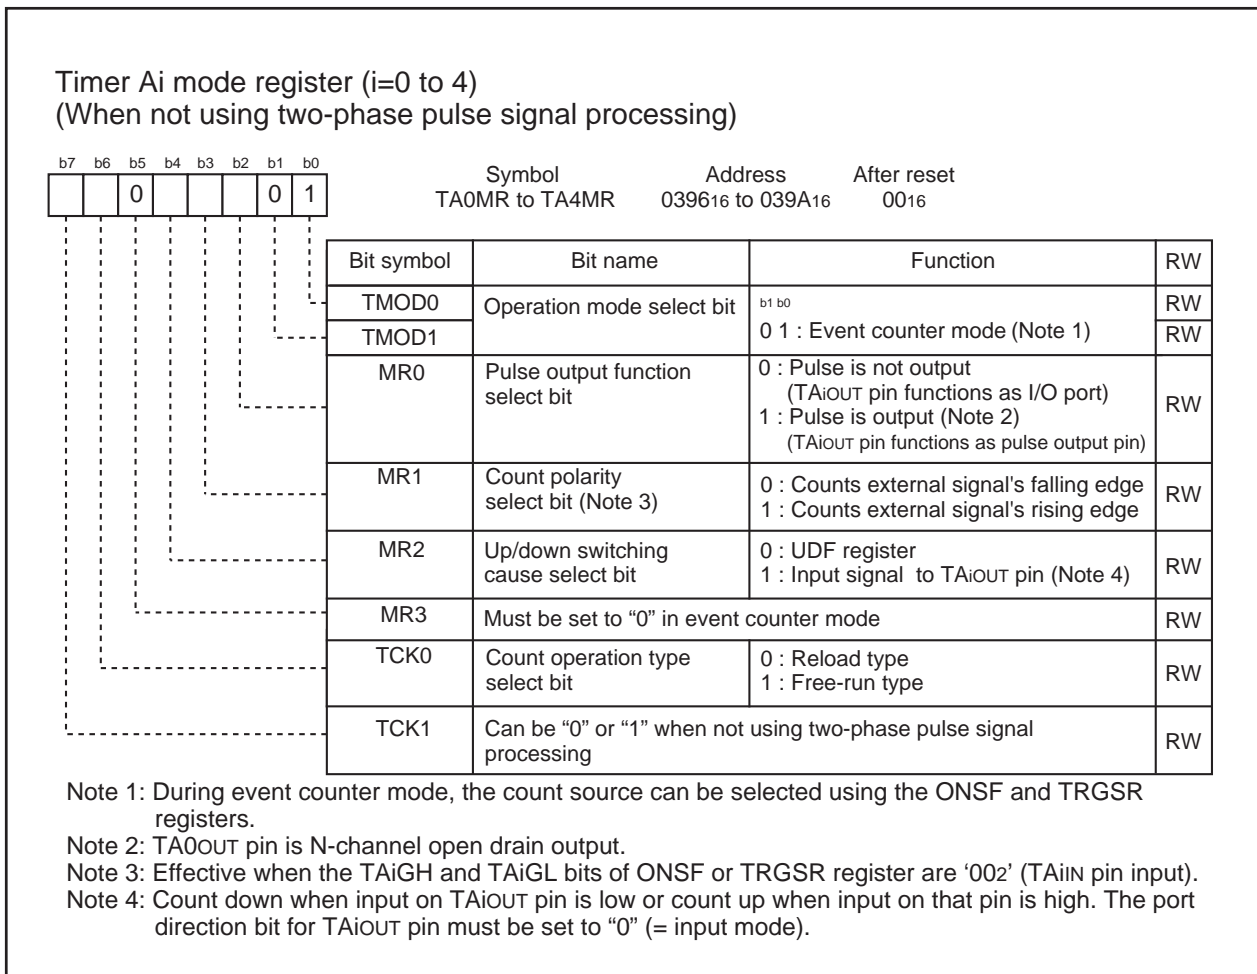 Timer Ai mode register (i=0 to 4)
(When not using two-phase pulse signal processing)
b7 b6 b5 b4 b3 b2 b1 b0
0 0 1
Symbol Address After reset
TA0MR to TA4MR 039616 to 039A16 0016
Bit symbol Bit name Function RW
TMOD0 Operation mode select bit b1 b0 RW
TMOD1 0 1 : Event counter mode (Note 1) RW
MR0 Pulse output function 0 : Pulse is not output
select bit (TAiOUT pin functions as I/O port) RW
1 : Pulse is output (Note 2)
(TAiOUT pin functions as pulse output pin)
MR1 Count polarity 0 : Counts external signal's falling edge RW
select bit (Note 3) 1 : Counts external signal's rising edge
MR2 Up/down switching 0 : UDF register RW
cause select bit 1 : Input signal to TAiOUT pin (Note 4)
MR3 Must be set to “0” in event counter mode RW
TCK0 Count operation type 0 : Reload type RW
select bit 1 : Free-run type
TCK1 Can be “0” or “1” when not using two-phase pulse signal RW
processing
Note 1: During event counter mode, the count source can be selected using the ONSF and TRGSR
registers.
Note 2: TA0OUT pin is N-channel open drain output.
Note 3: Effective when the TAiGH and TAiGL bits of ONSF or TRGSR register are ‘002’ (TAiIN pin input).
Note 4: Count down when input on TAiOUT pin is low or count up when input on that pin is high. The port
direction bit for TAiOUT pin must be set to “0” (= input mode).